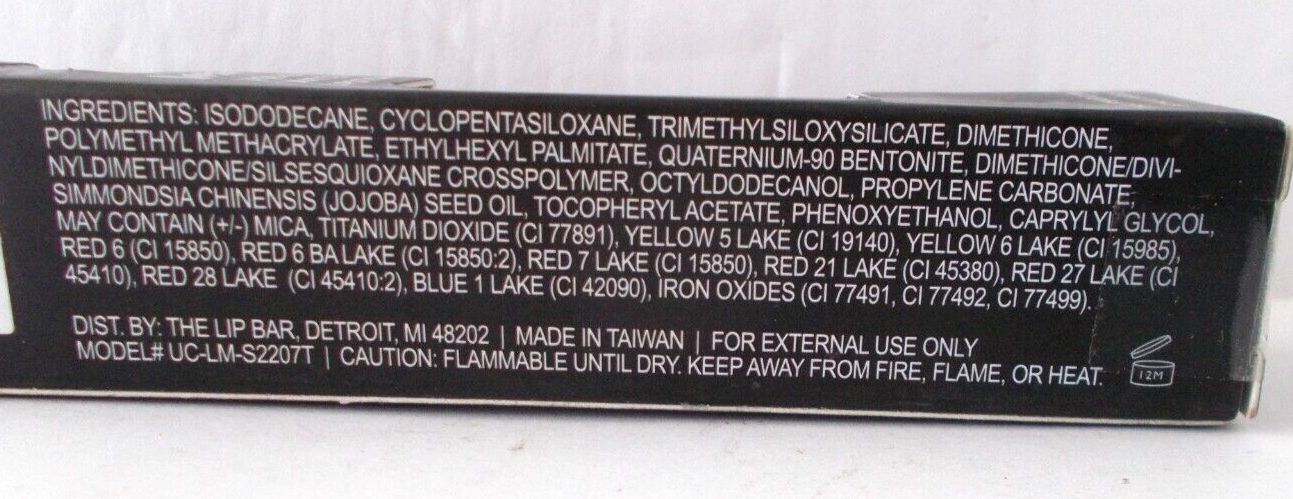 INGREDIENTS: ISODODECANE, CYCLOPENTASILOXANE, TRIMETHYLSILOXYSILICATE, DIMETHICONE,
POLYMETHYL METHACRYLATE, ETHYLHEXYL PALMITATE, QUATERNIUM-90 BENTONITE, DIMETHICONE/DIVI-
NYLDIMETHICONE/SILSESQUIOXANE CROSSPOLYMER, OCTYLDODECANOL, PROPYLENE CARBONATE,
SIMMONDSIA CHINENSIS (JOJOBA) SEED OIL, TOCOPHERYL ACETATE, PHENOXYETHANOL, CAPRYLYL GLYCOL,
MAY CONTAIN (+/-) MICA, TITANIUM DIOXIDE (CI 77891), YELLOW 5 LAKE (CI 19140), YELLOW 6 LAKE (CI 15985),
RED 6 (CI 15850), RED 6 BA LAKE (CI 15850:2), RED 7 LAKE (CI 15850), RED 21 LAKE (CI 45380), RED 27 LAKE (CI
45410), RED 28 LAKE (CI 45410:2), BLUE 1 LAKE (CI 42090), IRON OXIDES (CI 77491, CI 77492, CI 77499).
DIST. BY: THE LIP BAR, DETROIT, MI 48202 | MADE IN TAIWAN | FOR EXTERNAL USE ONLY
MODEL# UC-LM-S2207T | CAUTION: FLAMMABLE UNTIL DRY. KEEP AWAY FROM FIRE, FLAME, OR HEAT.
12M